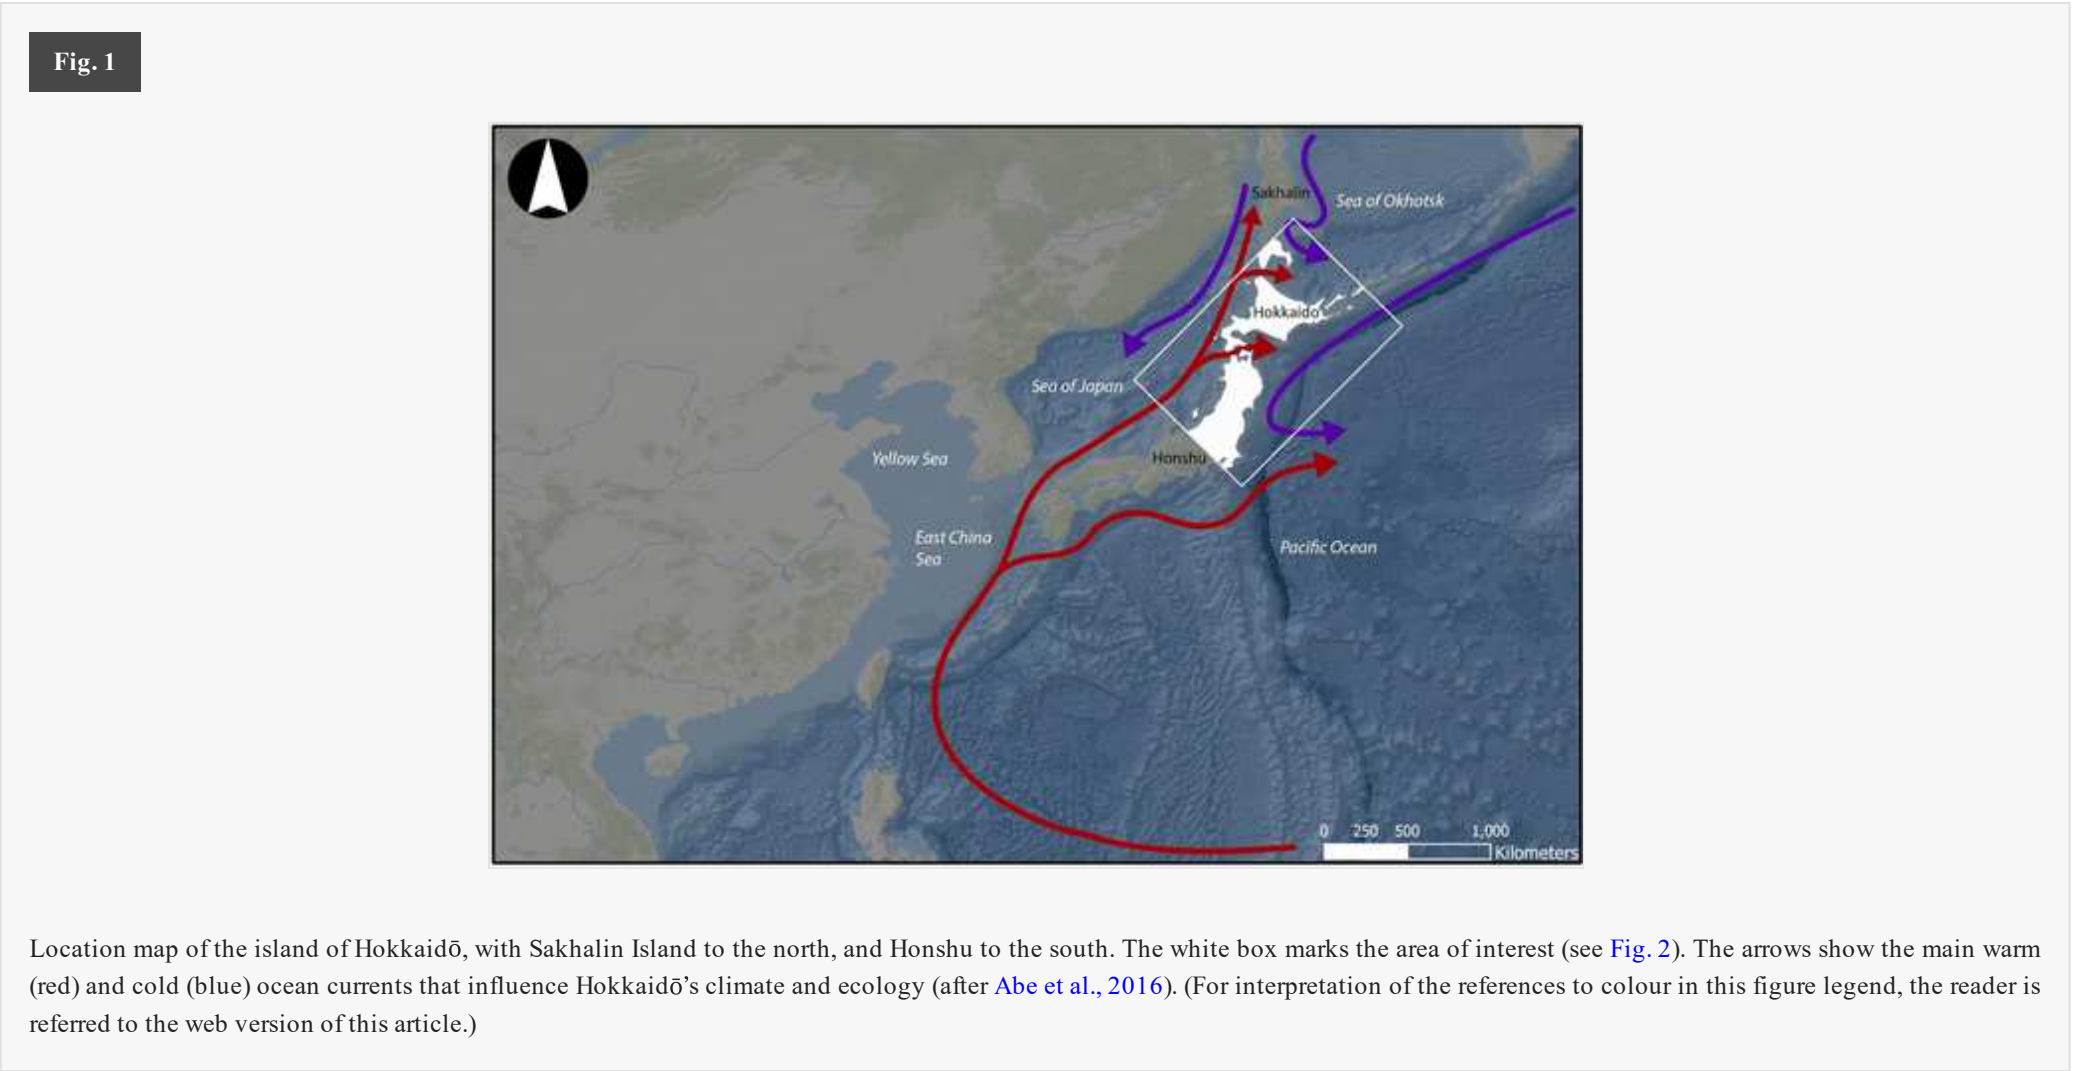 Fig. 1
Sakhalin
Sea of Okhotsk
Hokkaido
Sea of Japan
Yellow Sea
Honshu
East China
Sea
Pacific Ocean
0 250 500 1,000
Kilometers
Location map of the island of Hokkaidō, with Sakhalin Island to the north, and Honshu to the south. The white box marks the area of interest (see Fig. 2). The arrows show the main warm
(red) and cold (blue) ocean currents that influence Hokkaidō’s climate and ecology (after Abe et al., 2016). (For interpretation of the references to colour in this figure legend, the reader is
referred to the web version of this article.)